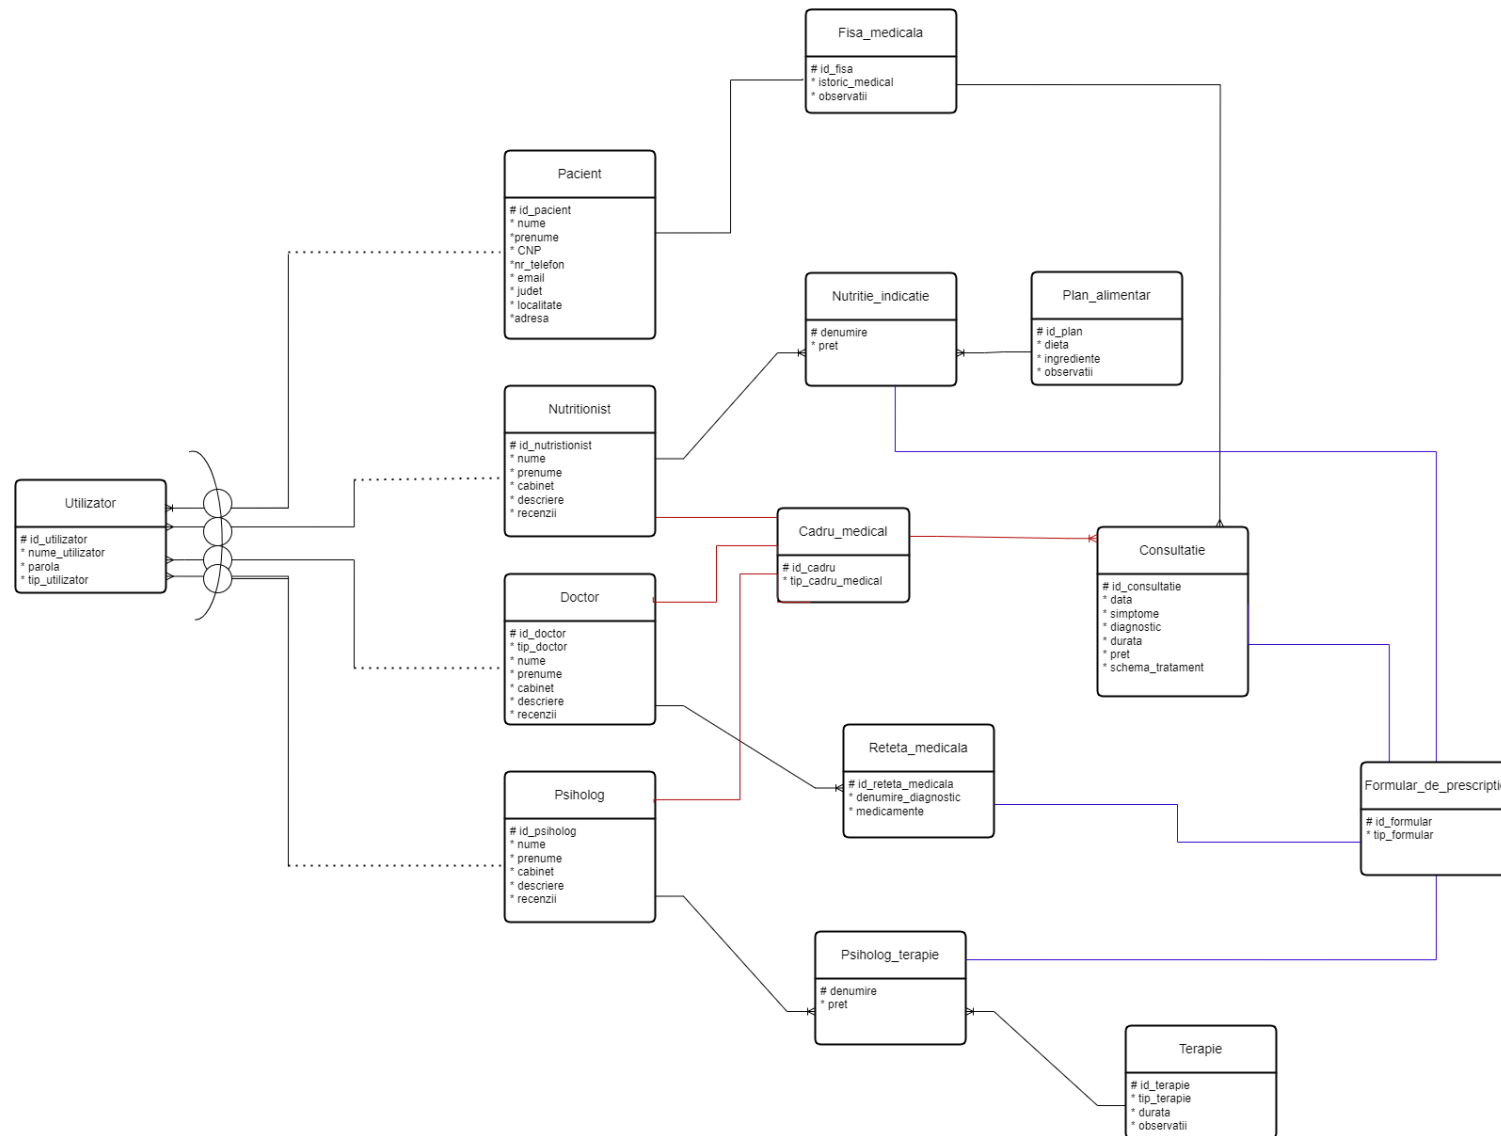 Fisa_medicala
# id_fisa
* istoric_medical
* observatii
Pacient
# id_pacient
* nume
*prenume
* CNP
*nr_telefon
* email
* judet
* localitate
*adresa
Nutritie_indicatie
# denumire
* pret
Plan_alimentar
# id_plan
* dieta
* ingrediente
* observatii
Nutritionist
# id_nutristionist
* nume
* prenume
* cabinet
* descriere
* recenzii
Utilizator
# id_utilizator
* nume_utilizator
* parola
* tip_utilizator
Cadru_medical
# id_cadru
* tip_cadru_medical
Consultatie
# id_consultatie
* data
* simptome
* diagnostic
* durata
* pret
* schema_tratament
Doctor
# id_doctor
* tip_doctor
* nume
* prenume
* cabinet
* descriere
* recenzii
Reteta_medicala
# id_reteta_medicala
* denumire_diagnostic
* medicamente
Formular_de_prescripti
# id_formular
* tip_formular
Psiholog
# id_psiholog
* nume
* prenume
* cabinet
* descriere
* recenzii
Psiholog_terapie
# denumire
* pret
Terapie
# id_terapie
* tip_terapie
* durata
* observatii